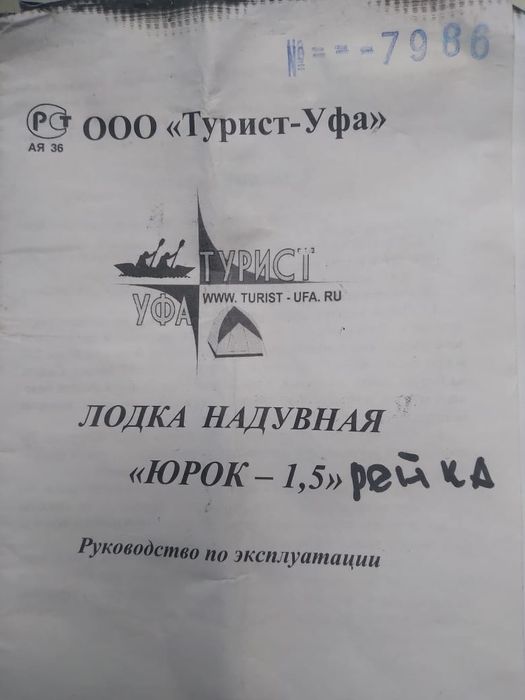 №=---7986
РСТ ООО «Турист-Уфа»
АЯ 36
ТУРИСТ
УФА WWW. TURIST - UFA. RU
ЛОДКА НАДУВНАЯ
«ЮРОК – 1,5» рейка
Руководство по эксплуатации